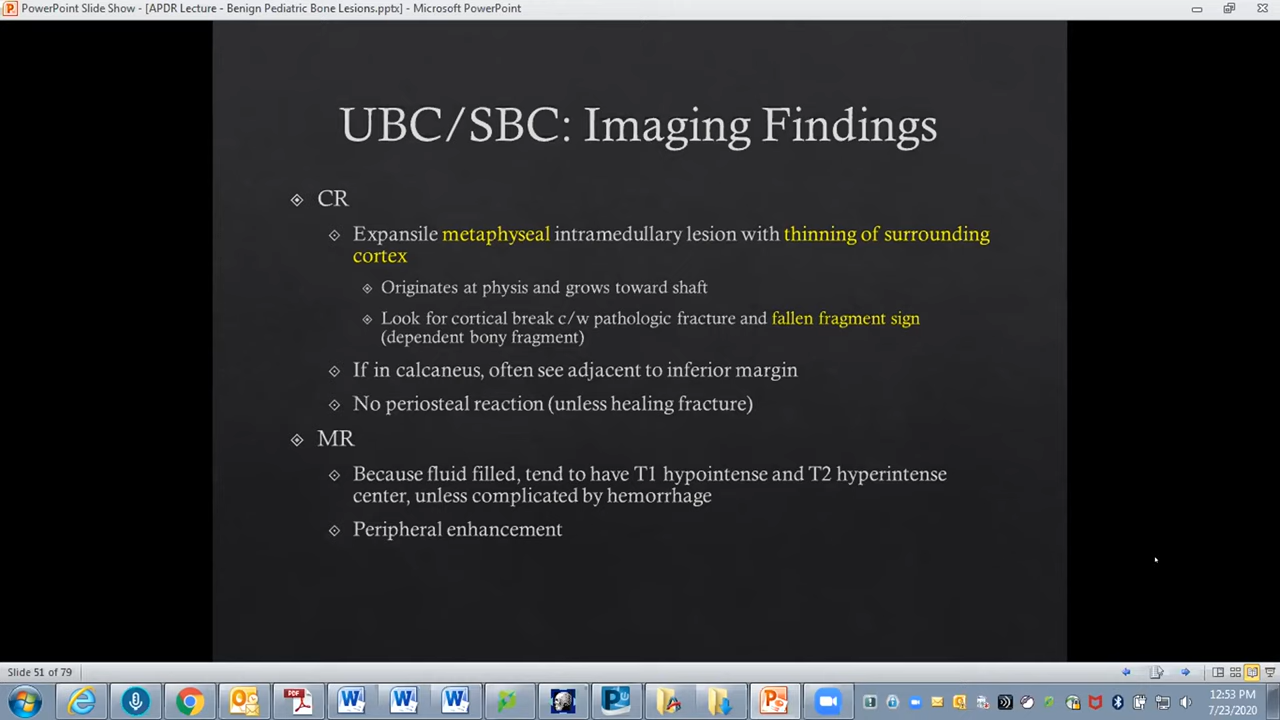 PowerPoint Slide Show - [APDR Lecture - Benign Pediatric Bone Lesions.pptx] - Microsoft PowerPoint
UBC/SBC: Imaging Findings
CR
Expansile metaphyseal intramedullary lesion with thinning of surrounding
cortex
Originates at physis and grows toward shaft
Look for cortical break c/w pathologic fracture and fallen fragment sign
(dependent bony fragment)
If in calcaneus, often see adjacent to inferior margin
No periosteal reaction (unless healing fracture)
MR
Because fluid filled, tend to have T1 hypointense and T2 hyperintense
center, unless complicated by hemorrhage
Peripheral enhancement
Slide 51 of 79
12:53 PM
7/23/2020